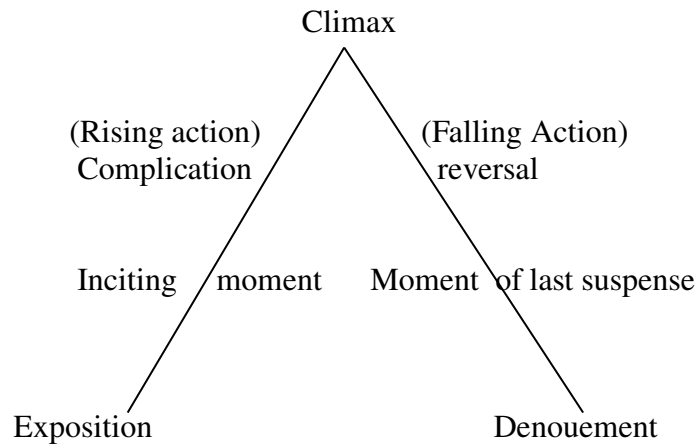 Climax
(Rising action)
Complication
(Falling Action)
reversal
Inciting moment
Moment of last suspense
Exposition
Denouement